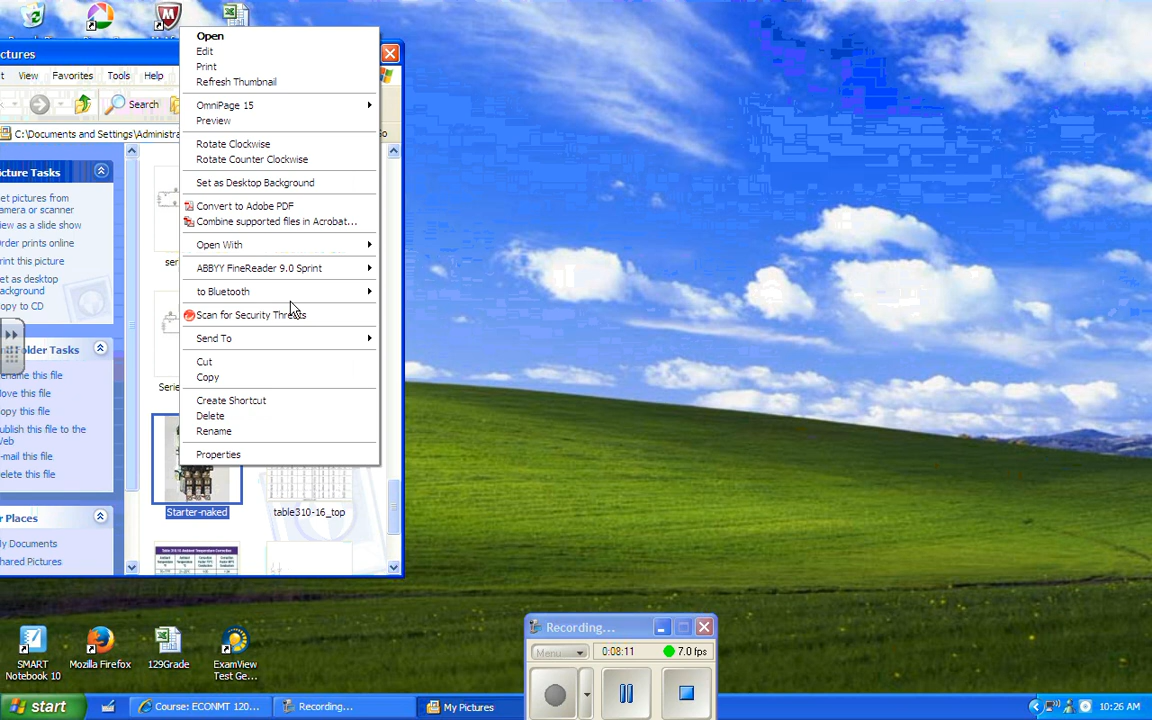 ctures
t View Favorites Tools Help
Search
C:\Documents and Settings\Administra
Go
icture Tasks
et pictures from
amera or scanner
iew as a slide show
rder prints online
rint this picture
et as desktop
ackground
opy to CD
Folder Tasks
ename this file
ove this file
opy this file
ublish this file to the
Web
-mail this file
elete this file
r Places
y Documents
hared Pictures
Open
Edit
Print
Refresh Thumbnail
OmniPage 15
Preview
Rotate Clockwise
Rotate Counter Clockwise
Set as Desktop Background
Convert to Adobe PDF
Combine supported files in Acrobat...
Open With
ABBYY FineReader 9.0 Sprint
to Bluetooth
Scan for Security Threats
Send To
Cut
Copy
Create Shortcut
Delete
Rename
Properties
ser
Serie
Starter-naked
table310-16_top
SMART
Notebook 10
Mozilla Firefox
129Grade
ExamView
Test Ge...
Recording...
Menu
0:08:11
7.0 fps
start
Course: ECONMT 120...
Recording...
My Pictures
10:26 AM